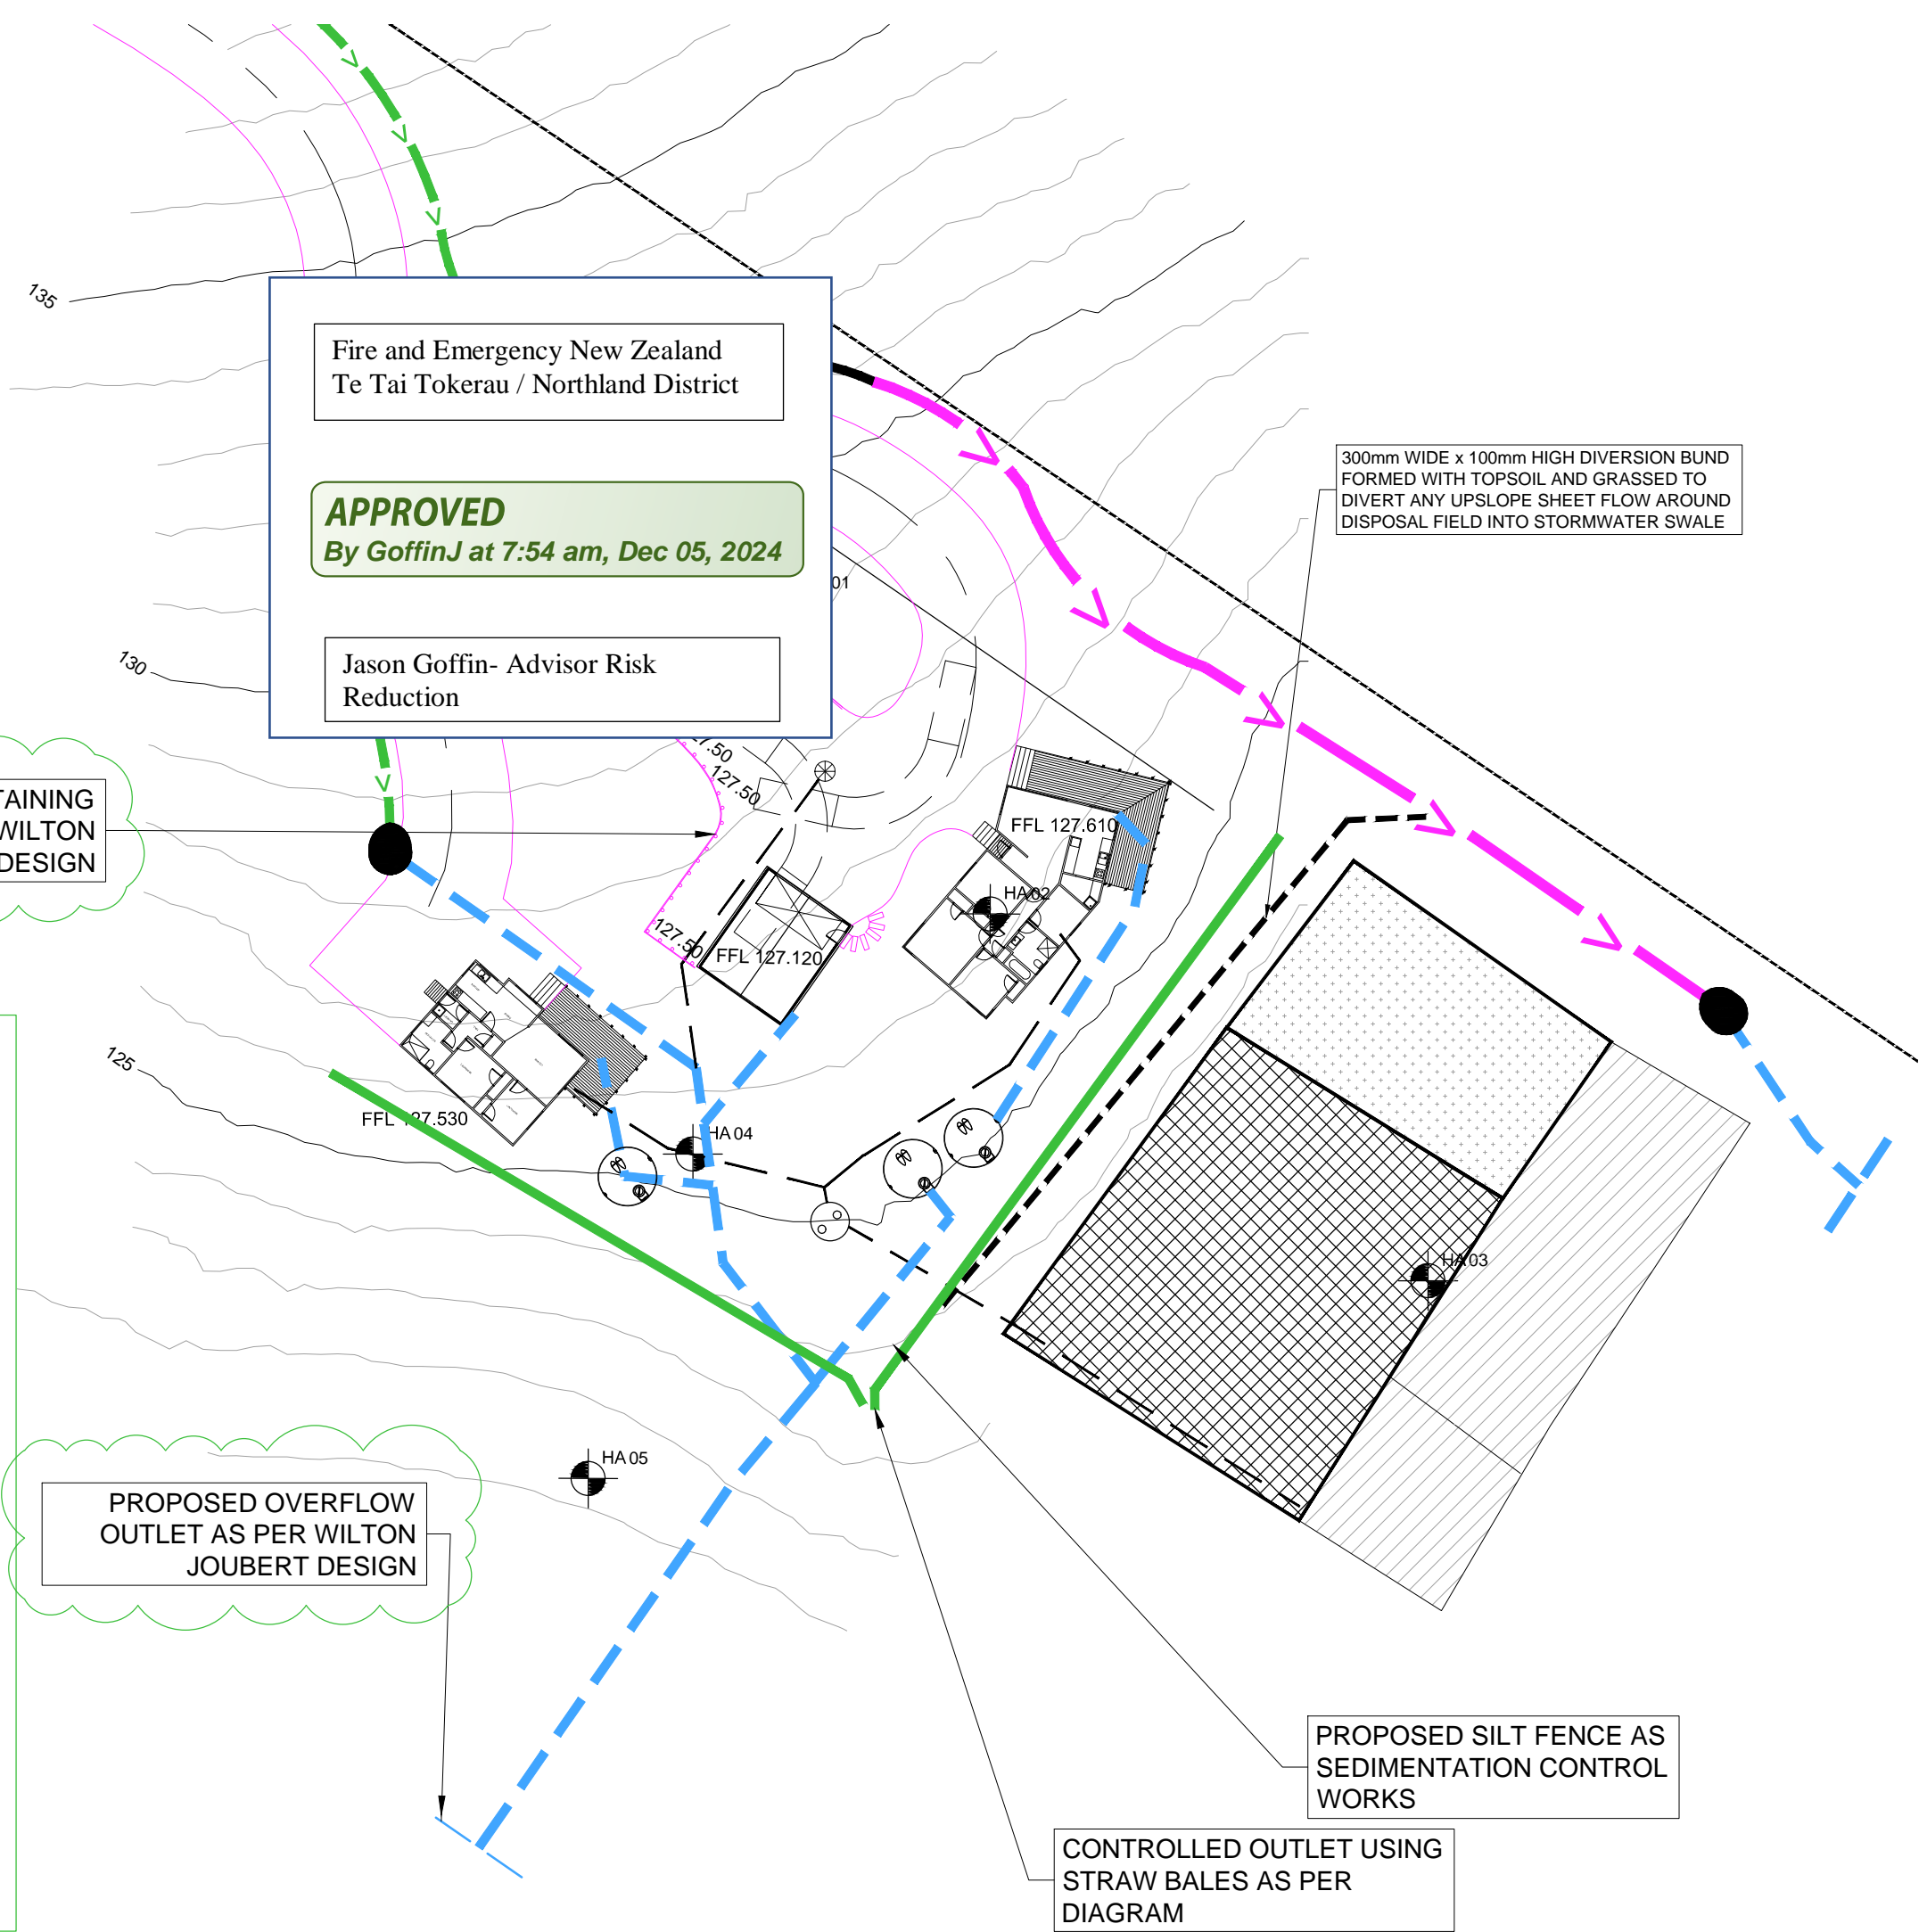 135
Fire and Emergency New Zealand
Te Tai Tokerau / Northland District
APPROVED
By GoffinJ at 7:54 am, Dec 05, 2024
Jason Goffin- Advisor Risk
Reduction
300mm WIDE x 100mm HIGH DIVERSION BUND
FORMED WITH TOPSOIL AND GRASSED TO
DIVERT ANY UPSLOPE SHEET FLOW AROUND
DISPOSAL FIELD INTO STORMWATER SWALE
01
130
27.50
127.50
TAINING
WILTON
DESIGN
FFL 127.610
HA 02
127.50
FFL 127.120
125
FFL 127.530
HA 04
HA 03
HA 05
PROPOSED OVERFLOW
OUTLET AS PER WILTON
JOUBERT DESIGN
PROPOSED SILT FENCE AS
SEDIMENTATION CONTROL
WORKS
CONTROLLED OUTLET USING
STRAW BALES AS PER
DIAGRAM